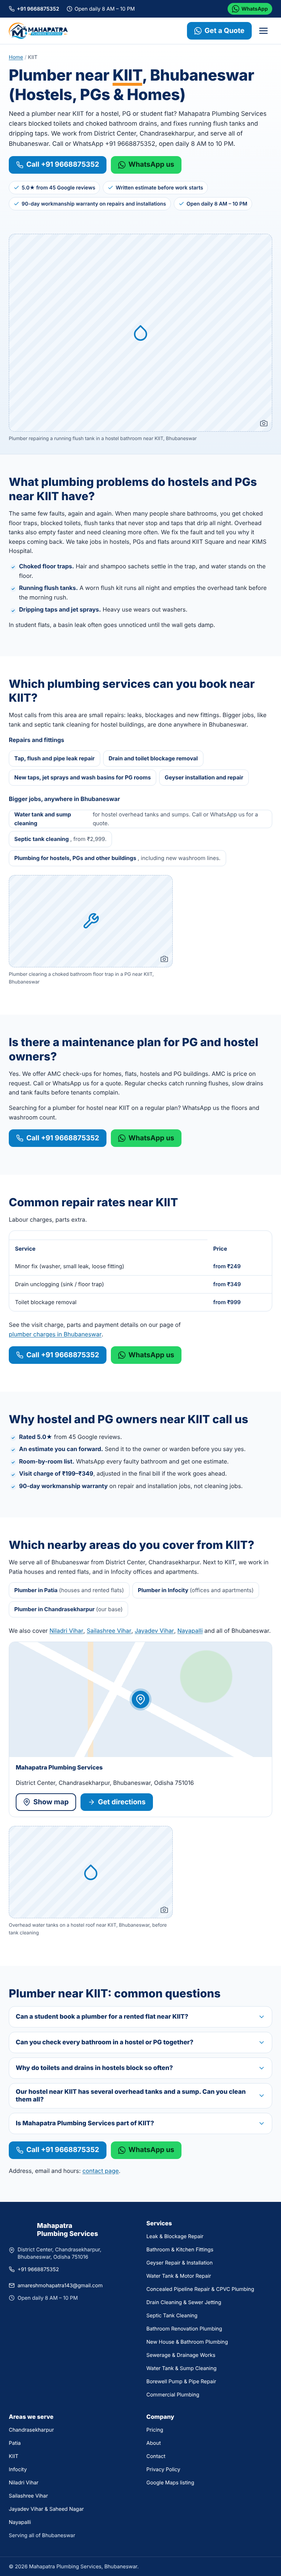 +91 9668875352 Open daily 8 AM – 10 PM WhatsApp
MAHAPATRA
Get a Quote
Home / KIIT
Plumber near KIIT, Bhubaneswar
(Hostels, PGs & Homes)
Need a plumber near KIIT for a hostel, PG or student flat? Mahapatra Plumbing Services
clears blocked toilets and choked bathroom drains, and fixes running flush tanks and
dripping taps. We work from District Center, Chandrasekharpur, and serve all of
Bhubaneswar. Call or WhatsApp +91 9668875352, open daily 8 AM to 10 PM.
Call +91 9668875352 WhatsApp us
5.0★ from 45 Google reviews Written estimate before work starts
90-day workmanship warranty on repairs and installations Open daily 8 AM – 10 PM
Plumber repairing a running flush tank in a hostel bathroom near KIIT, Bhubaneswar
What plumbing problems do hostels and PGs
near KIIT have?
The same few faults, again and again. When many people share bathrooms, you get choked
floor traps, blocked toilets, flush tanks that never stop and taps that drip all night. Overhead
tanks also empty faster and need cleaning more often. We fix the fault and tell you why it
keeps coming back. We take jobs in hostels, PGs and flats around KIIT Square and near KIMS
Hospital.
Choked floor traps. Hair and shampoo sachets settle in the trap, and water stands on the
floor.
Running flush tanks. A worn flush kit runs all night and empties the overhead tank before
the morning rush.
Dripping taps and jet sprays. Heavy use wears out washers.
In student flats, a basin leak often goes unnoticed until the wall gets damp.
Which plumbing services can you book near
KIIT?
Most calls from this area are small repairs: leaks, blockages and new fittings. Bigger jobs, like
tank and septic tank cleaning for hostel buildings, are done anywhere in Bhubaneswar.
Repairs and fittings
Tap, flush and pipe leak repair Drain and toilet blockage removal
New taps, jet sprays and wash basins for PG rooms Geyser installation and repair
Bigger jobs, anywhere in Bhubaneswar
Water tank and sump cleaning for hostel overhead tanks and sumps. Call or WhatsApp us for a quote.
Septic tank cleaning , from ₹2,999.
Plumbing for hostels, PGs and other buildings , including new washroom lines.
Plumber clearing a choked bathroom floor trap in a PG near KIIT,
Bhubaneswar
Is there a maintenance plan for PG and hostel
owners?
Yes. We offer AMC check-ups for homes, flats, hostels and PG buildings. AMC is price on
request. Call or WhatsApp us for a quote. Regular checks catch running flushes, slow drains
and tank faults before tenants complain.
Searching for a plumber for hostel near KIIT on a regular plan? WhatsApp us the floors and
washroom count.
Call +91 9668875352 WhatsApp us
Common repair rates near KIIT
Labour charges, parts extra.
Service Price
Minor fix (washer, small leak, loose fitting) from ₹249
Drain unclogging (sink / floor trap) from ₹349
Toilet blockage removal from ₹999
See the visit charge, parts and payment details on our page of
plumber charges in Bhubaneswar.
Call +91 9668875352 WhatsApp us
Why hostel and PG owners near KIIT call us
Rated 5.0★ from 45 Google reviews.
An estimate you can forward. Send it to the owner or warden before you say yes.
Room-by-room list. WhatsApp every faulty bathroom and get one estimate.
Visit charge of ₹199–₹349, adjusted in the final bill if the work goes ahead.
90-day workmanship warranty on repair and installation jobs, not cleaning jobs.
Which nearby areas do you cover from KIIT?
We serve all of Bhubaneswar from District Center, Chandrasekharpur. Next to KIIT, we work in
Patia houses and rented flats, and in Infocity offices and apartments.
Plumber in Patia (houses and rented flats) Plumber in Infocity (offices and apartments)
Plumber in Chandrasekharpur (our base)
We also cover Niladri Vihar, Sailashree Vihar, Jayadev Vihar, Nayapalli and all of Bhubaneswar.
Mahapatra Plumbing Services
District Center, Chandrasekharpur, Bhubaneswar, Odisha 751016
Show map Get directions
Overhead water tanks on a hostel roof near KIIT, Bhubaneswar, before
tank cleaning
Plumber near KIIT: common questions
Can a student book a plumber for a rented flat near KIIT?
Can you check every bathroom in a hostel or PG together?
Why do toilets and drains in hostels block so often?
Our hostel near KIIT has several overhead tanks and a sump. Can you clean
them all?
Is Mahapatra Plumbing Services part of KIIT?
Call +91 9668875352 WhatsApp us
Address, email and hours: contact page.
Mahapatra
Plumbing Services
District Center, Chandrasekharpur,
Bhubaneswar, Odisha 751016
+91 9668875352
amareshmohapatra143@gmail.com
Open daily 8 AM – 10 PM
Services
Leak & Blockage Repair
Bathroom & Kitchen Fittings
Geyser Repair & Installation
Water Tank & Motor Repair
Concealed Pipeline Repair & CPVC Plumbing
Drain Cleaning & Sewer Jetting
Septic Tank Cleaning
Bathroom Renovation Plumbing
New House & Bathroom Plumbing
Sewerage & Drainage Works
Water Tank & Sump Cleaning
Borewell Pump & Pipe Repair
Commercial Plumbing
Areas we serve
Chandrasekharpur
Patia
KIIT
Infocity
Niladri Vihar
Sailashree Vihar
Jayadev Vihar & Saheed Nagar
Nayapalli
Serving all of Bhubaneswar
Company
Pricing
About
Contact
Privacy Policy
Google Maps listing
© 2026 Mahapatra Plumbing Services, Bhubaneswar.